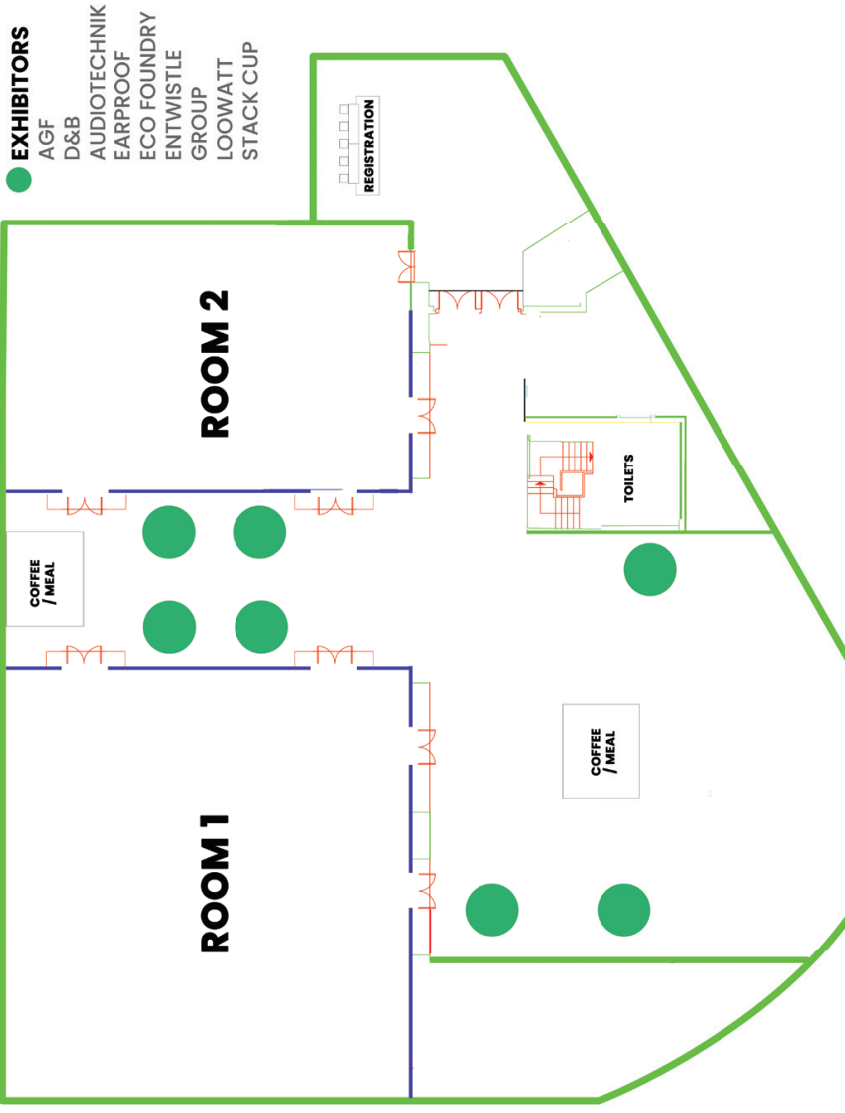 EXHIBITORS
AGF
D&B
AUDIOTECHNIK
EARPROOF
ECO FOUNDRY
ENTWISTLE
GROUP
LOOWATT
STACK CUP
REGISTRATION
ROOM 2
TOILETS
COFFEE
/ MEAL
COFFEE
/ MEAL
ROOM 1